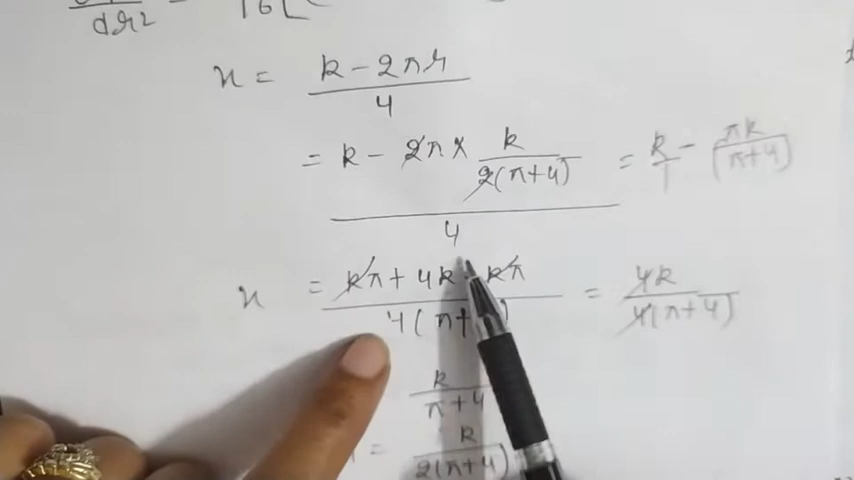 dr² = 16[
x = k - 2πr / 4
= k - 2π × k / 2(π+4) / 4 = k/1 - πk / (π+4)
x = kπ + 4k - kπ / 4(π+ ) = 4k / 4(π+4)
k / π+4
= k / 2(π+4)